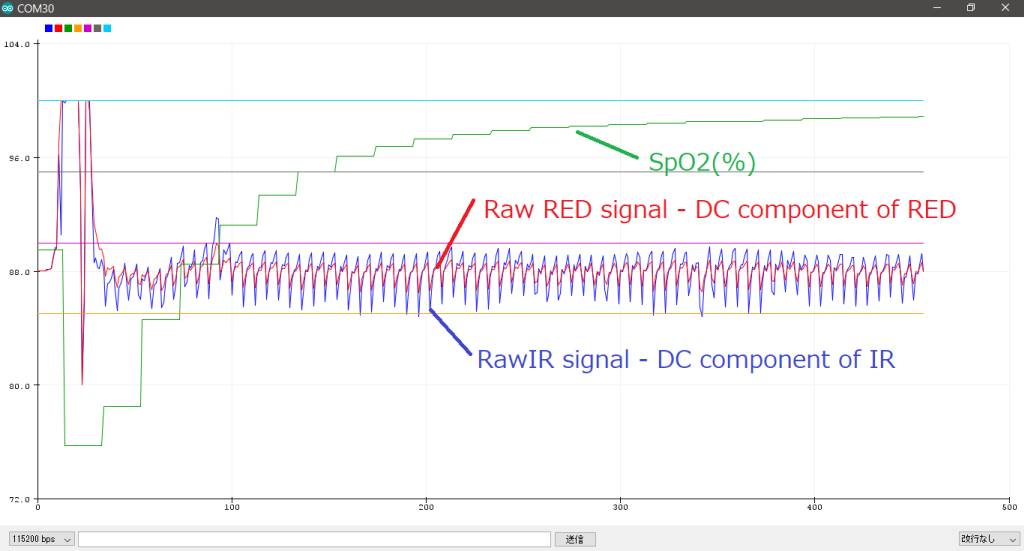 COM30
104.0
96.0
SpO2(%)
Raw RED signal - DC component of RED
88.0
RawIR signal - DC component of IR
80.0
72.0
0 100 200 300 400 500
115200 bps 送信 改行なし